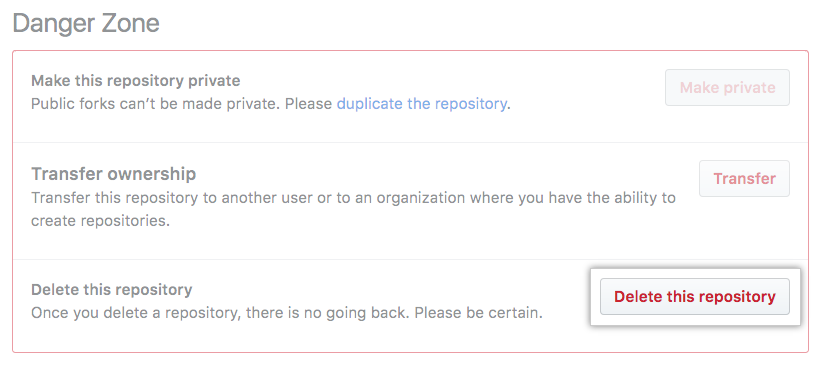 Danger Zone
Make this repository private
Public forks can't be made private. Please duplicate the repository.
Make private
Transfer ownership
Transfer this repository to another user or to an organization where you have the ability to
create repositories.
Transfer
Delete this repository
Once you delete a repository, there is no going back. Please be certain.
Delete this repository